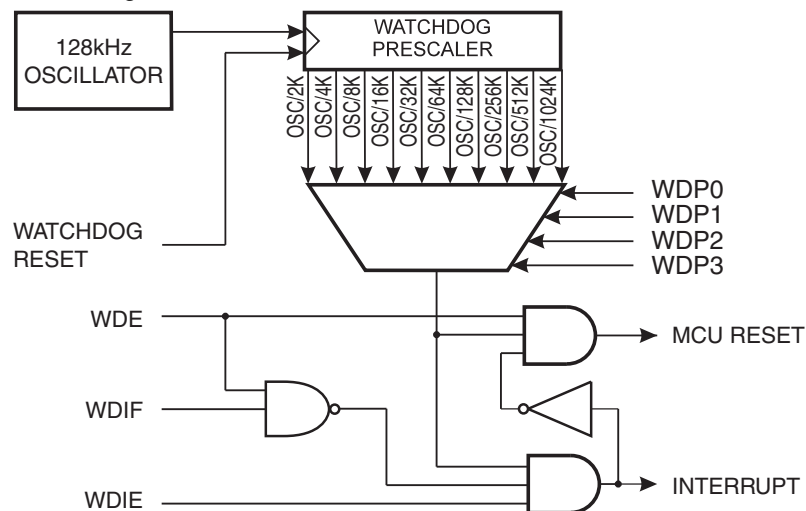 128kHz
OSCILLATOR
WATCHDOG
PRESCALER
OSC/2K
OSC/4K
OSC/8K
OSC/16K
OSC/32K
OSC/64K
OSC/128K
OSC/256K
OSC/512K
OSC/1024K
WDP0
WDP1
WDP2
WDP3
WATCHDOG
RESET
WDE
MCU RESET
WDIF
INTERRUPT
WDIE